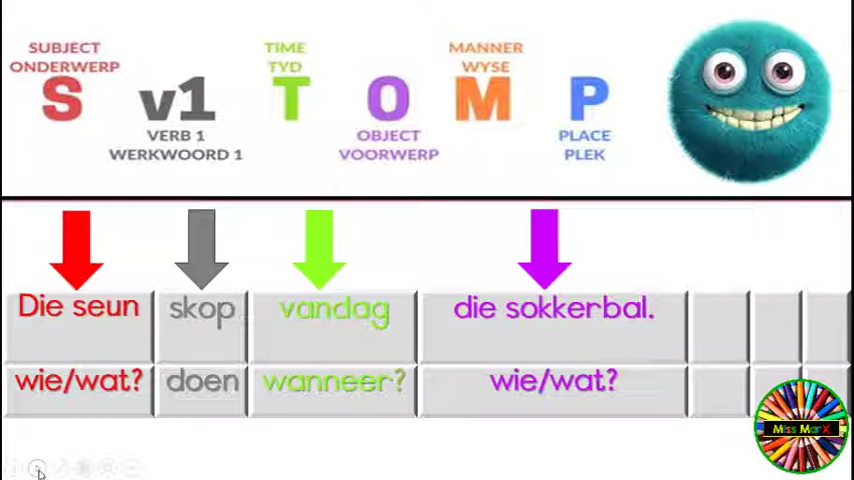 SUBJECT
ONDERWERP
S
v1
VERB 1
WERKWOORD 1
TIME
TYD
T
O
OBJECT
VOORWERP
MANNER
WYSE
M
P
PLACE
PLEK
Die seun skop vandag die sokkerbal.
wie/wat? doen wanneer? wie/wat?
Miss MarX